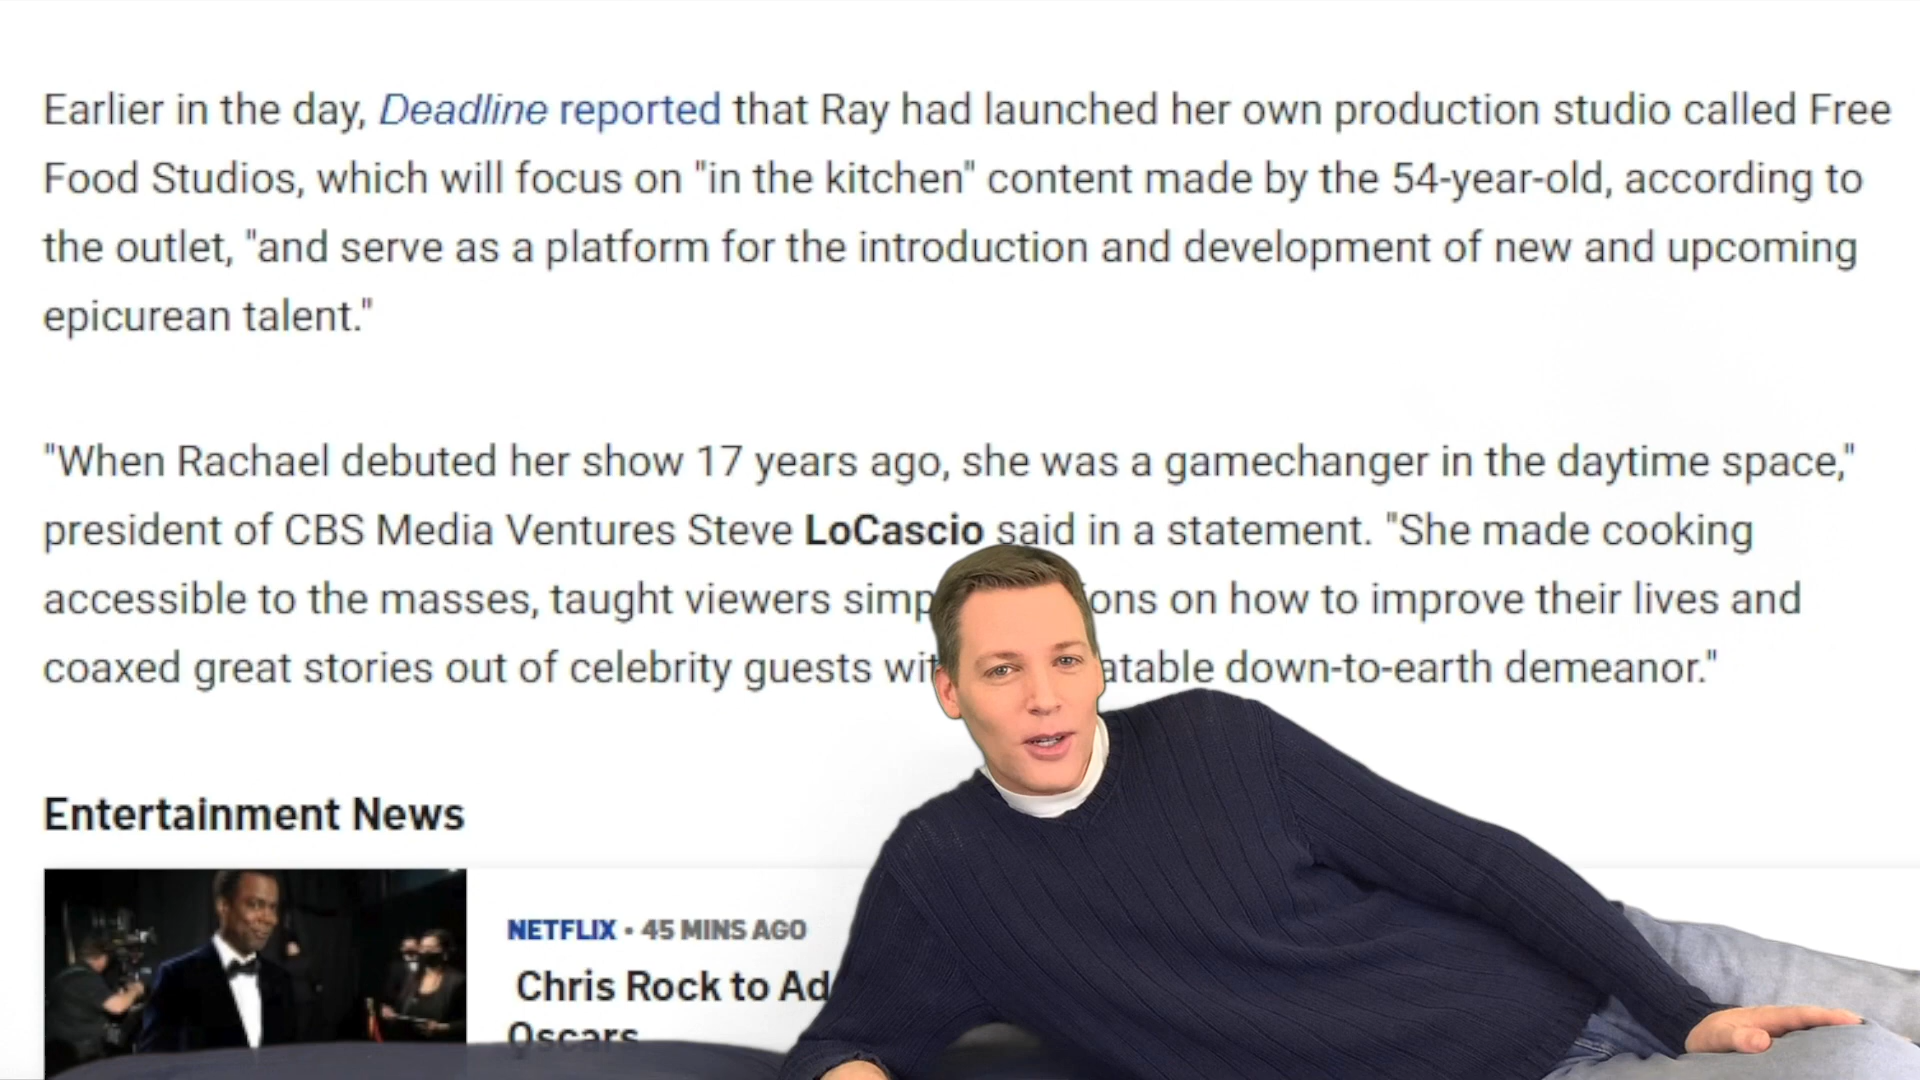 Earlier in the day, Deadline reported that Ray had launched her own production studio called Free
Food Studios, which will focus on "in the kitchen" content made by the 54-year-old, according to
the outlet, "and serve as a platform for the introduction and development of new and upcoming
epicurean talent."
"When Rachael debuted her show 17 years ago, she was a gamechanger in the daytime space,"
president of CBS Media Ventures Steve LoCascio said in a statement. "She made cooking
accessible to the masses, taught viewers on how to improve their lives and
coaxed great stories out of celebrity guests down-to-earth demeanor."
Entertainment News
NETFLIX • 45 MINS AGO
Chris Rock to
Oscars